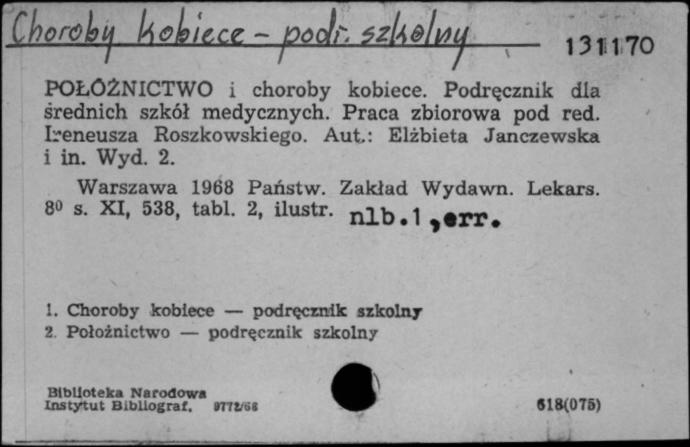 Choroby kobiece - podr. szkolny
131170
POŁOŻNICTWO i choroby kobiece. Podręcznik dla
średnich szkół medycznych. Praca zbiorowa pod red.
Ireneusza Roszkowskiego. Aut.: Elżbieta Janczewska
i in. Wyd. 2.
Warszawa 1968 Państw. Zakład Wydawn. Lekars.
8⁰ s. XI, 538, tabl. 2, ilustr. nlb.1,err.
1. Choroby kobiece — podręcznik szkolny
2. Położnictwo — podręcznik szkolny
Biblioteka Narodowa
Instytut Bibliograf. 9772/68
618(075)